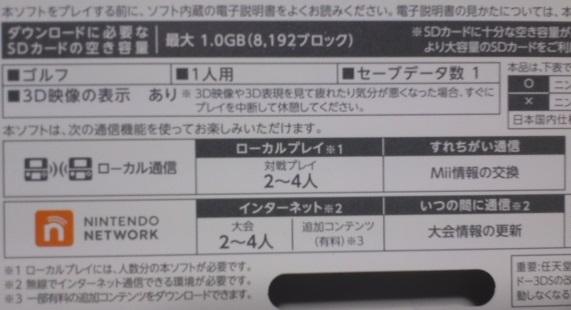 本ソフトをプレイする前に、ソフト内蔵の電子説明書をよくお読みください。電子説明書の見かたについては、本
ダウンロードに必要な
SDカードの空き容量
最大 1.0GB(8,192ブロック)
※SDカードに十分な空き容量が
より大容量のSDカードをご利
■ゴルフ
■1人用
■セーブデータ数 1
■3D映像の表示 あり
※3D映像や3D表現を見て疲れたり気分が悪くなった場合、すぐに
プレイを中断して休憩してください。
本品は、下表で
○ ニン
× ニン
日本国内仕
本ソフトは、次の通信機能を使ってお楽しみいただけます。
ローカル通信
ローカルプレイ※1
対戦プレイ
2〜4人
すれちがい通信
Mii情報の交換
NINTENDO
NETWORK
インターネット※2
大会
2〜4人
追加コンテンツ
(有料)※3
いつの間に通信※2
大会情報の更新
※1 ローカルプレイには、人数分の本ソフトが必要です。
※2 無線でインターネット通信できる環境が必要です。
※3 一部有料の追加コンテンツをダウンロードできます。
重要:任天堂
ドー3DSの改
動しなくなる